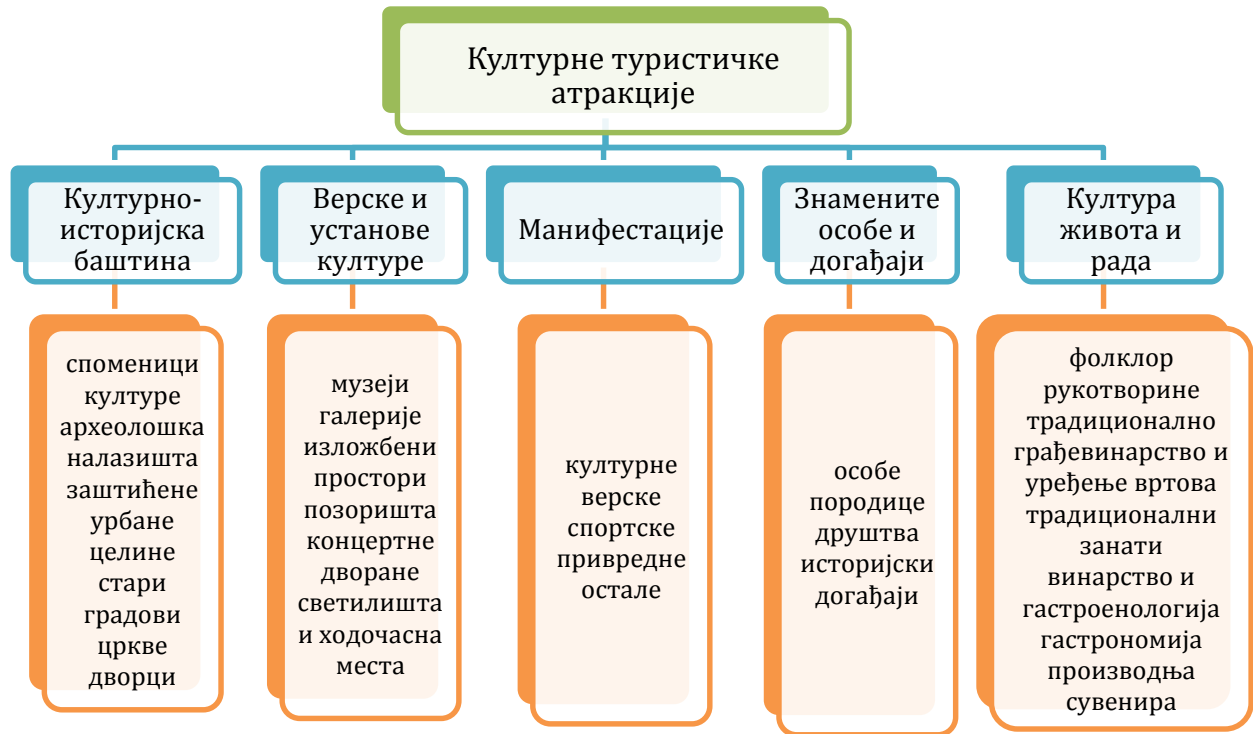 Културне туристичке
атракције
Културно-
историјска
баштина
Верске и
установе
културе
Манифестације
Знамените
особе и
догађаји
Култура
живота и
рада
споменици
културе
археолошка
налазишта
заштићене
урбане
целине
стари
градови
цркве
дворци
музеји
галерије
изложбени
простори
позоришта
концертне
дворане
светилишта
и ходочасна
места
културне
верске
спортске
привредне
остале
особе
породице
друштва
историјски
догађаји
фолклор
рукотворине
традиционално
грађевинарство и
уређење вртова
традиционални
занати
винарство и
гастроенологија
гастрономија
производња
сувенира